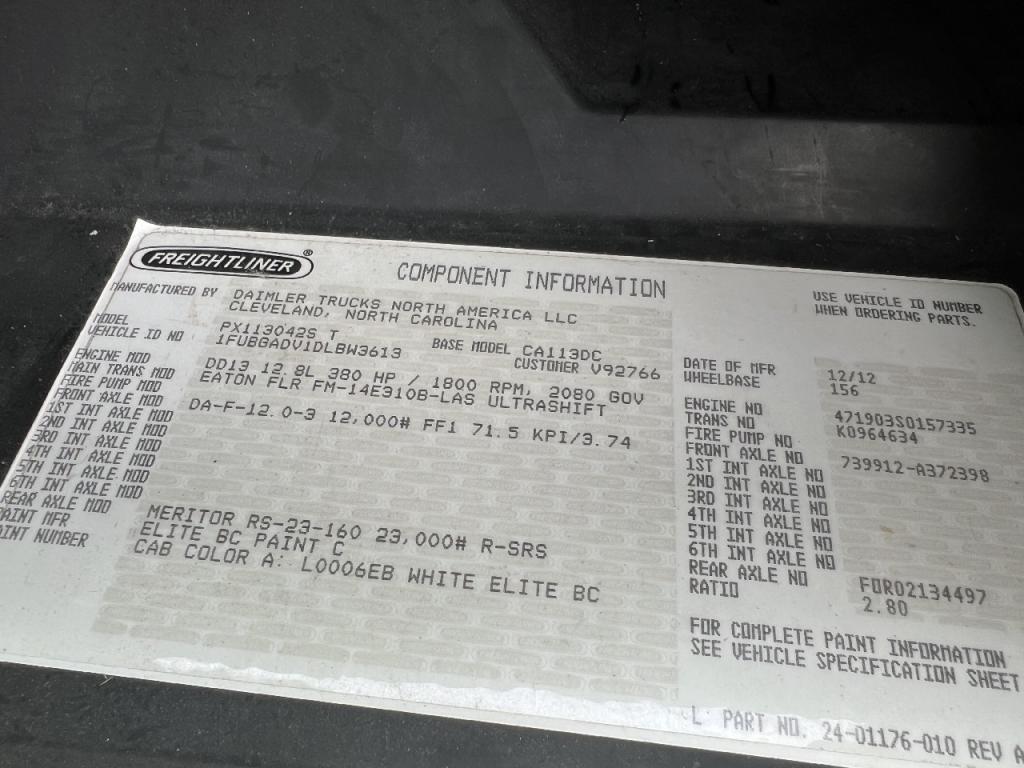 FREIGHTLINER®
COMPONENT INFORMATION
USE VEHICLE ID NUMBER
WHEN ORDERING PARTS.
MANUFACTURED BY DAIMLER TRUCKS NORTH AMERICA LLC
CLEVELAND, NORTH CAROLINA
MODEL PX113042S T BASE MODEL CA113DC
VEHICLE ID NO 1FUBGADV1DLBW3613 CUSTOMER V92766
ENGINE MOD DD13 12.8L 380 HP / 1800 RPM, 2080 GOV
MAIN TRANS MOD EATON FLR FM-14E310B-LAS ULTRASHIFT
FIRE PUMP MOD
FRONT AXLE MOD DA-F-12.0-3 12,000# FF1 71.5 KPI/3.74
1ST INT AXLE MOD
2ND INT AXLE MOD
3RD INT AXLE MOD
4TH INT AXLE MOD
5TH INT AXLE MOD
6TH INT AXLE MOD
REAR AXLE MOD MERITOR RS-23-160 23,000# R-SRS
PAINT MFR ELITE BC PAINT C
PAINT NUMBER CAB COLOR A: L0006EB WHITE ELITE BC
DATE OF MFR 12/12
WHEELBASE 156
ENGINE NO 471903S0157335
TRANS NO K0964634
FIRE PUMP NO
FRONT AXLE NO 739912-A372398
1ST INT AXLE NO
2ND INT AXLE NO
3RD INT AXLE NO
4TH INT AXLE NO
5TH INT AXLE NO
6TH INT AXLE NO
REAR AXLE NO FOR02134497
RATIO 2.80
FOR COMPLETE PAINT INFORMATION
SEE VEHICLE SPECIFICATION SHEET
L PART NO. 24-01176-010 REV A